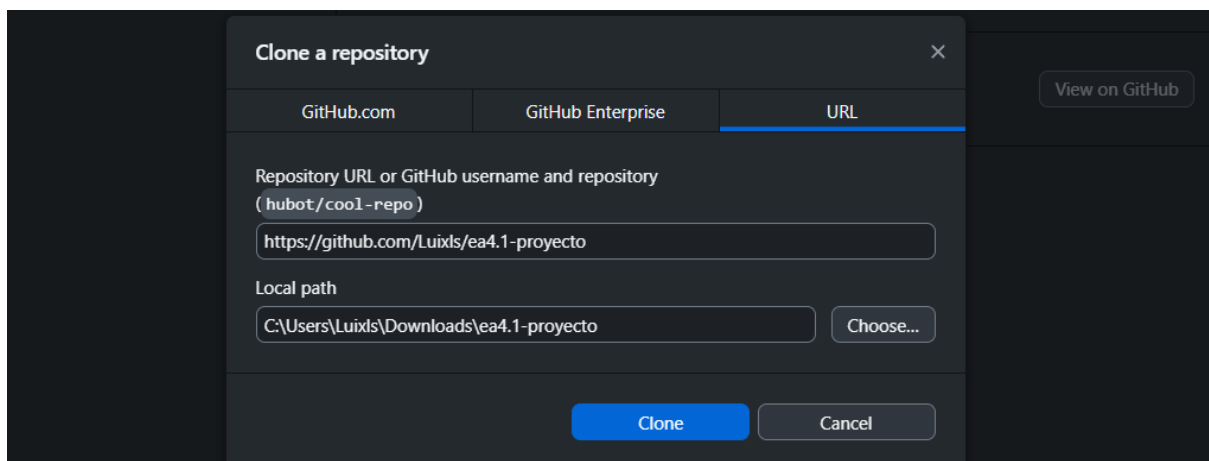 Clone a repository
View on GitHub
GitHub.com
GitHub Enterprise
URL
Repository URL or GitHub username and repository
(hubot/cool-repo)
https://github.com/Luixls/ea4.1-proyecto
Local path
C:\Users\Luixls\Downloads\ea4.1-proyecto
Choose...
Clone
Cancel